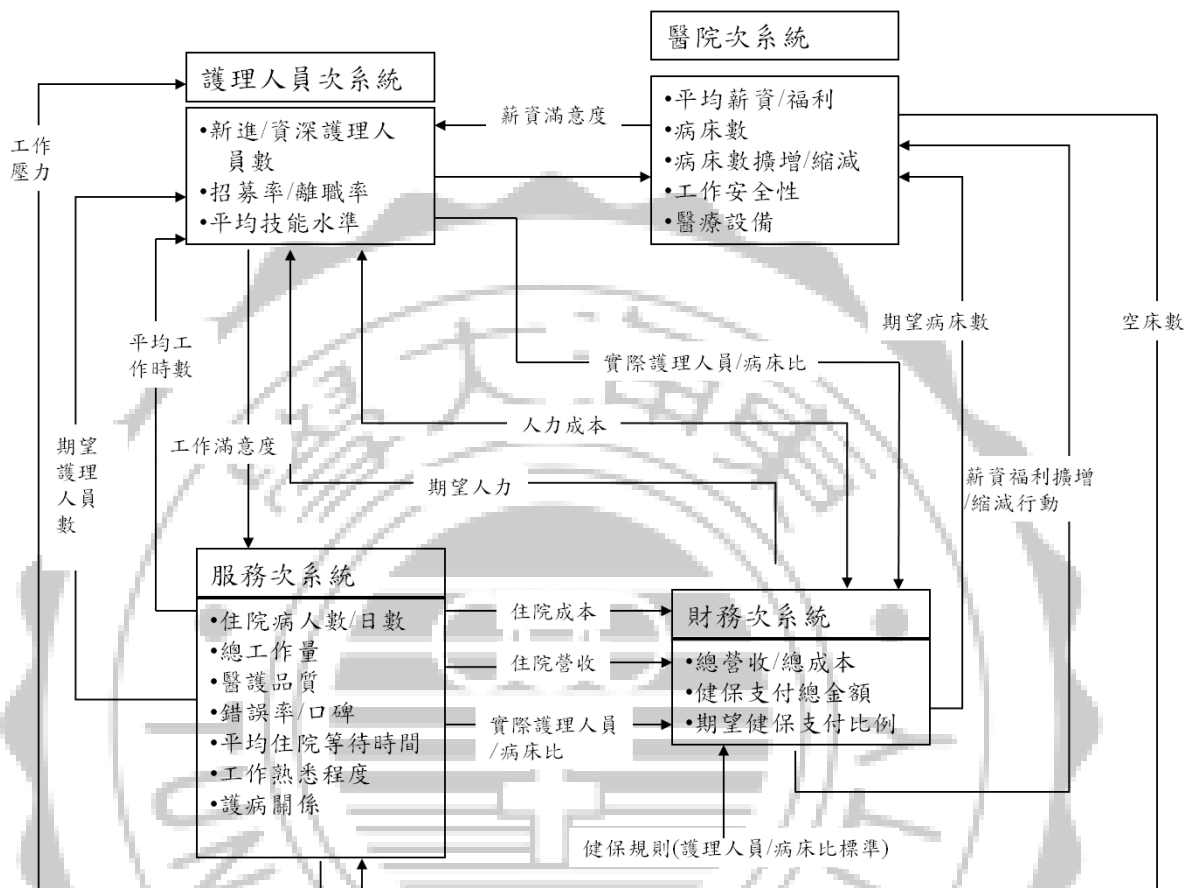 醫院次系統
護理人員次系統
•平均薪資/福利
•病床數
•病床數擴增/縮減
•工作安全性
•醫療設備
•新進/資深護理人
員數
•招募率/離職率
•平均技能水準
薪資滿意度
工作
壓力
平均工
作時數
期望病床數
空床數
實際護理人員/病床比
人力成本
期望
護理
人員
數
工作滿意度
期望人力
薪資福利擴增
/縮減行動
服務次系統
•住院病人數/日數
•總工作量
•醫護品質
•錯誤率/口碑
•平均住院等待時間
•工作熟悉程度
•護病關係
住院成本
住院營收
實際護理人員
/病床比
財務次系統
•總營收/總成本
•健保支付總金額
•期望健保支付比例
健保規則(護理人員/病床比標準)